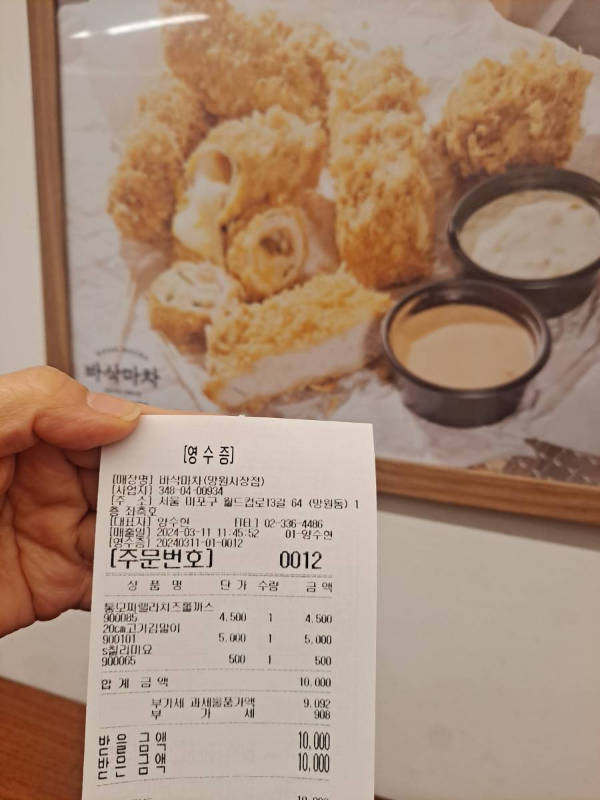 바삭마차
[영수증]
[매장명] 바삭마차(망원시장점)
[사업자] 348-04-00934
[주 소] 서울 마포구 월드컵로13길 64 (망원동) 1
층 좌측호
[대표자] 양수현 [TEL] 02-336-4486
[매출일] 2024-03-11 11:45:52 01-양수현
[영수증] 20240311-01-0012
[주문번호] 0012
상 품 명 단 가 수량 금 액
통모짜렐라치즈롤까스
900085 4,500 1 4,500
20cm고기김말이
900101 5,000 1 5,000
s칠리마요
900065 500 1 500
합 계 금 액 10,000
부가세 과세물품가액 9,092
부 가 세 908
받을 금액 10,000
받은 금액 10,000